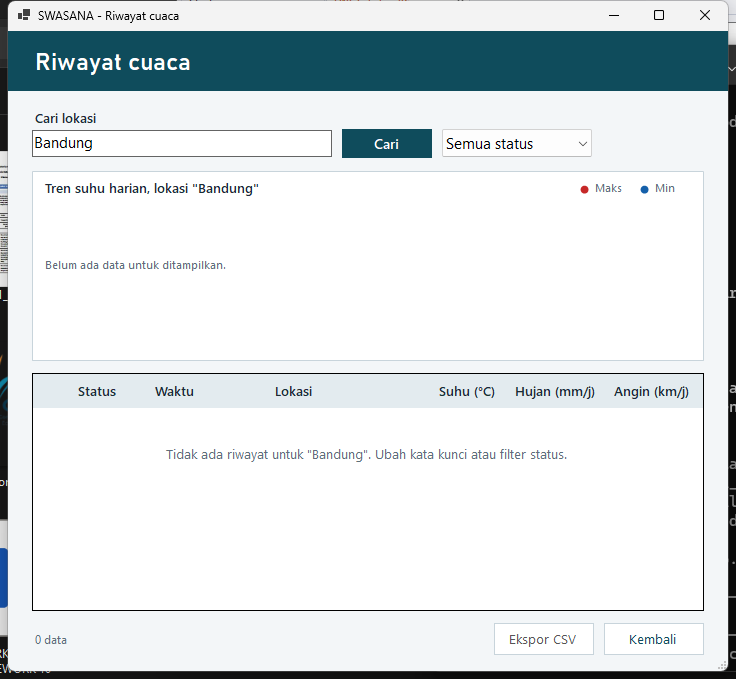 SWASANA - Riwayat cuaca
Riwayat cuaca
Cari lokasi
Bandung
Cari
Semua status
Tren suhu harian, lokasi "Bandung"
Maks
Min
Belum ada data untuk ditampilkan.
Status Waktu Lokasi Suhu (°C) Hujan (mm/j) Angin (km/j)
Tidak ada riwayat untuk "Bandung". Ubah kata kunci atau filter status.
0 data
Ekspor CSV
Kembali